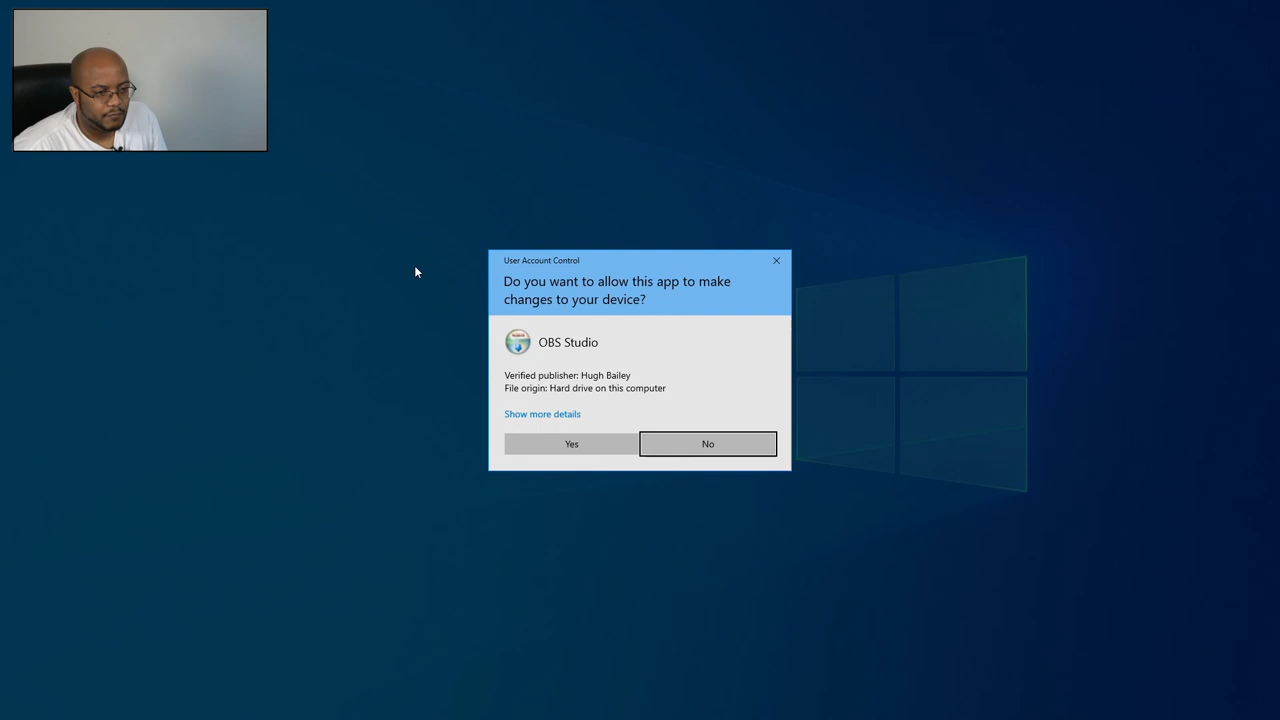 User Account Control
Do you want to allow this app to make
changes to your device?
OBS Studio
Verified publisher: Hugh Bailey
File origin: Hard drive on this computer
Show more details
Yes
No